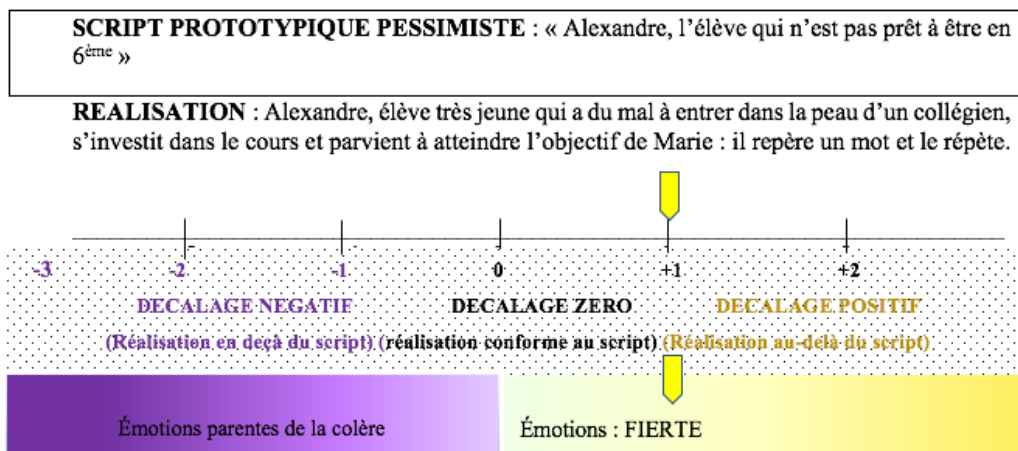 SCRIPT PROTOTYPIQUE PESSIMISTE : « Alexandre, l’élève qui n’est pas prêt à être en
6ème »
REALISATION : Alexandre, élève très jeune qui a du mal à entrer dans la peau d’un collégien,
s’investit dans le cours et parvient à atteindre l’objectif de Marie : il repère un mot et le répète.
-3 -2 -1 0 +1 +2
DECALAGE NEGATIF DECALAGE ZERO DECALAGE POSITIF
(Réalisation en deçà du script) (réalisation conforme au script) (Réalisation au-delà du script)
Émotions parentes de la colère Émotions : FIERTE